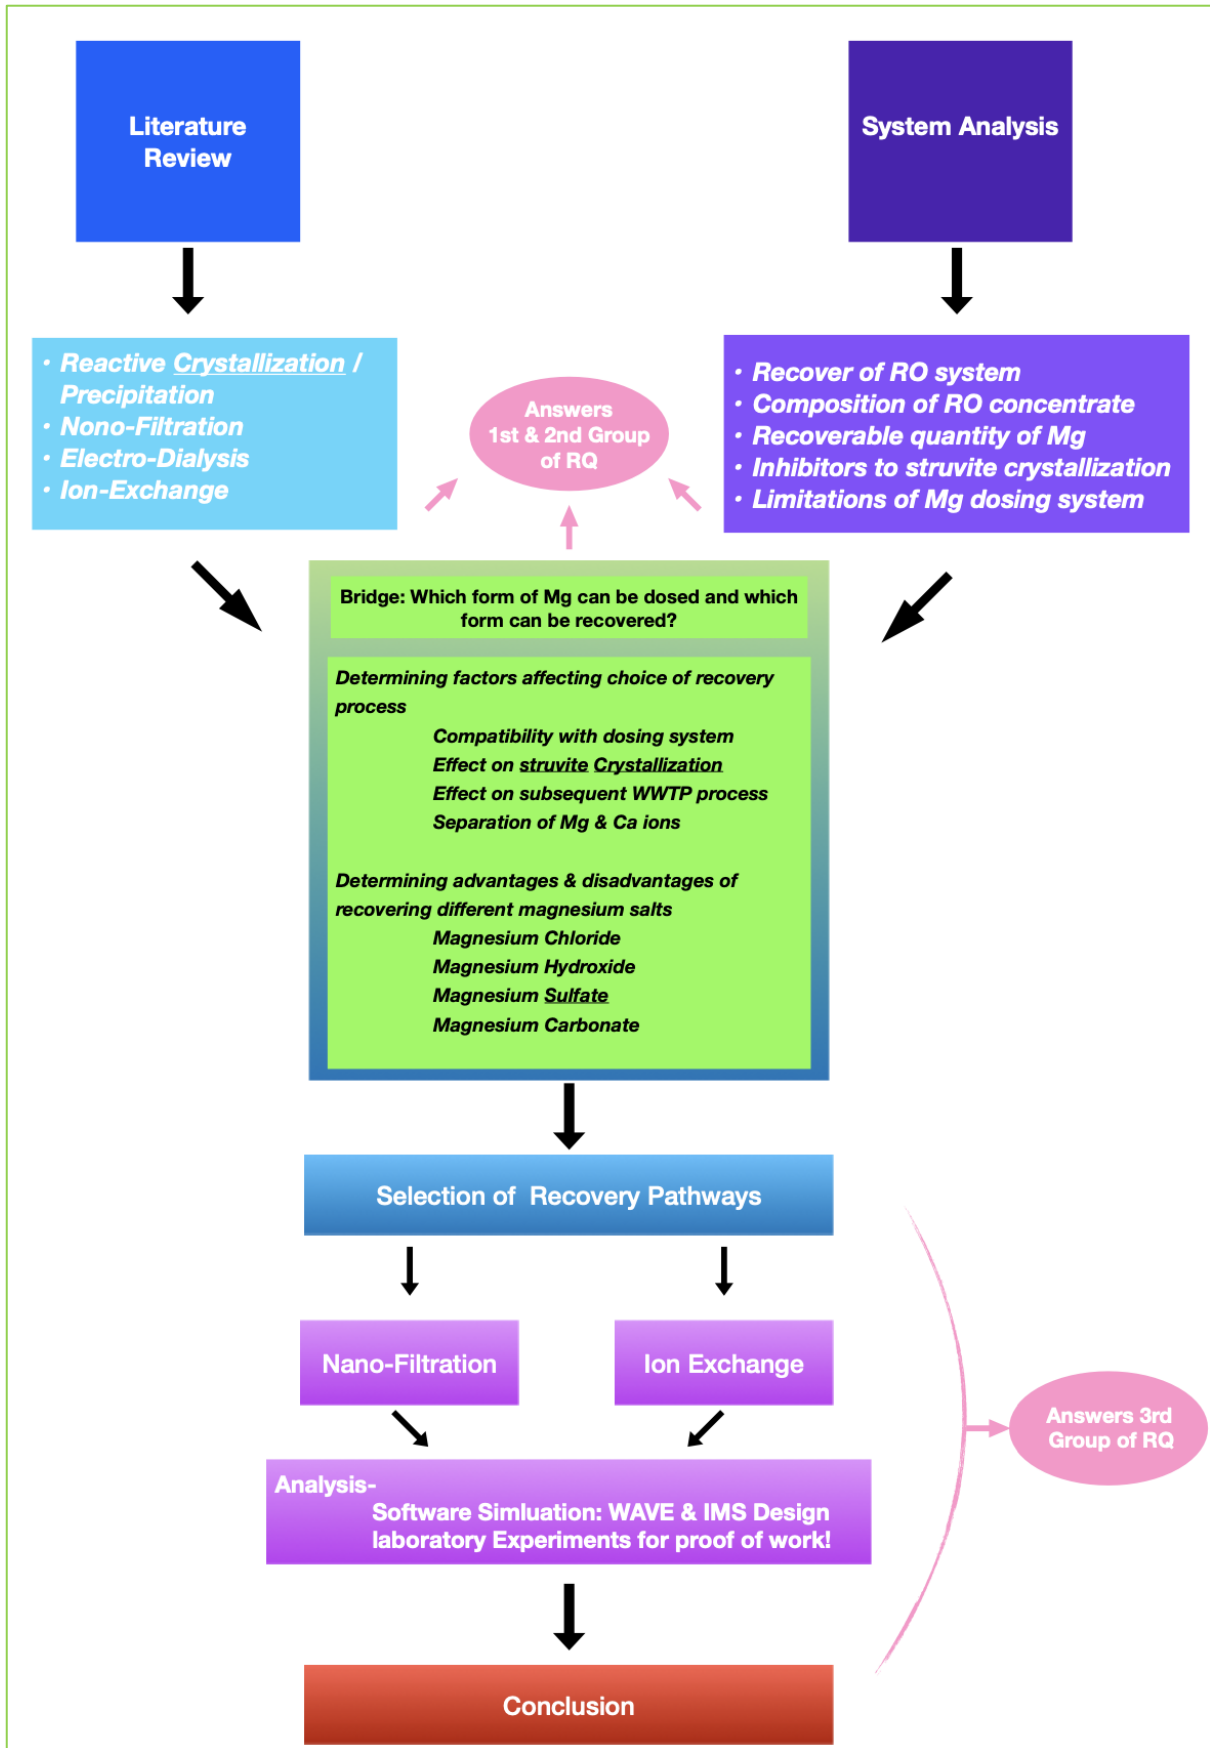 Literature
Review
System Analysis
• Reactive Crystallization /
Precipitation
• Nono-Filtration
• Electro-Dialysis
• Ion-Exchange
Answers
1st & 2nd Group
of RQ
• Recover of RO system
• Composition of RO concentrate
• Recoverable quantity of Mg
• Inhibitors to struvite crystallization
• Limitations of Mg dosing system
Bridge: Which form of Mg can be dosed and which
form can be recovered?
Determining factors affecting choice of recovery
process
Compatibility with dosing system
Effect on struvite Crystallization
Effect on subsequent WWTP process
Separation of Mg & Ca ions
Determining advantages & disadvantages of
recovering different magnesium salts
Magnesium Chloride
Magnesium Hydroxide
Magnesium Sulfate
Magnesium Carbonate
Selection of Recovery Pathways
Nano-Filtration
Ion Exchange
Analysis-
Software Simluation: WAVE & IMS Design
laboratory Experiments for proof of work!
Answers 3rd
Group of RQ
Conclusion